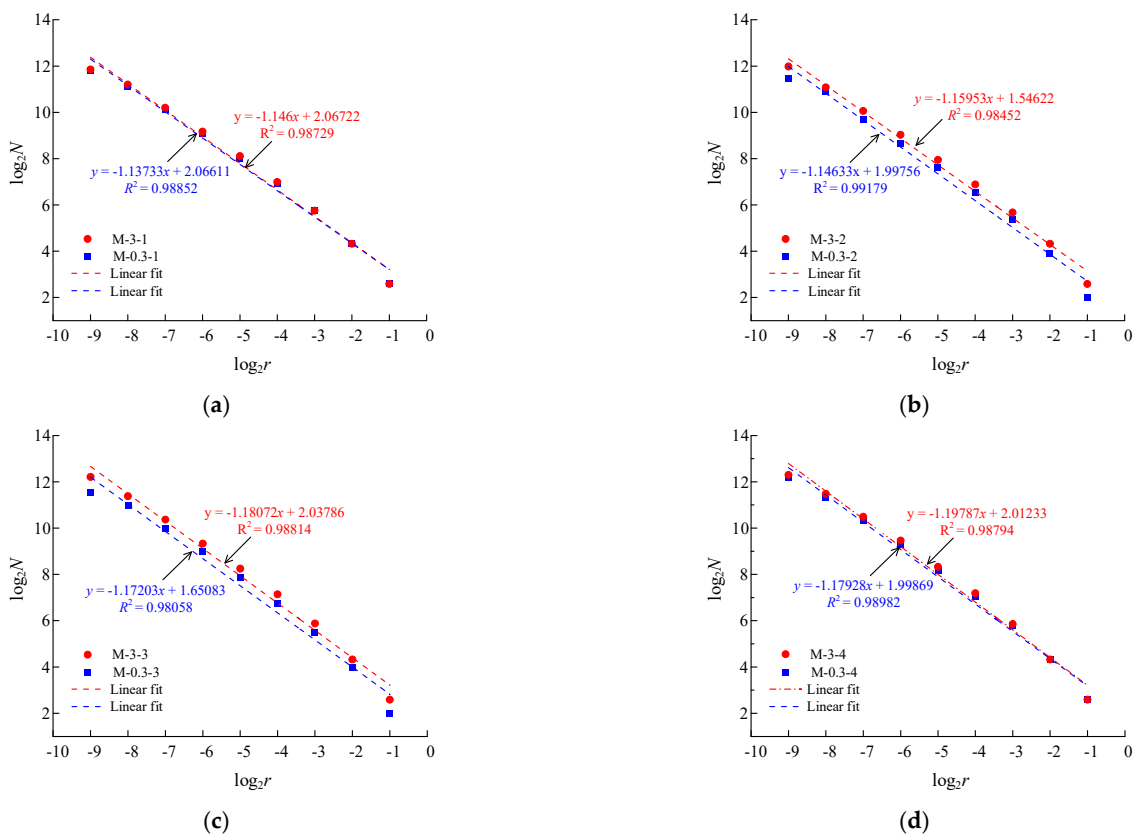 14
12
10
8
6
4
2
log₂N
y = -1.146x + 2.06722
R² = 0.98729
y = -1.13733x + 2.06611
R² = 0.98852
M-3-1
M-0.3-1
Linear fit
Linear fit
-10 -9 -8 -7 -6 -5 -4 -3 -2 -1 0
log₂r
(a)
14
12
10
8
6
4
2
log₂N
y = -1.15953x + 1.54622
R² = 0.98452
y = -1.14633x + 1.99756
R² = 0.99179
M-3-2
M-0.3-2
Linear fit
Linear fit
-10 -9 -8 -7 -6 -5 -4 -3 -2 -1 0
log₂r
(b)
14
12
10
8
6
4
2
log₂N
y = -1.18072x + 2.03786
R² = 0.98814
y = -1.17203x + 1.65083
R² = 0.98058
M-3-3
M-0.3-3
Linear fit
Linear fit
-10 -9 -8 -7 -6 -5 -4 -3 -2 -1 0
log₂r
(c)
14
12
10
8
6
4
2
log₂N
y = -1.19787x + 2.01233
R² = 0.98794
y = -1.17928x + 1.99869
R² = 0.98982
M-3-4
M-0.3-4
Linear fit
Linear fit
-10 -9 -8 -7 -6 -5 -4 -3 -2 -1 0
log₂r
(d)